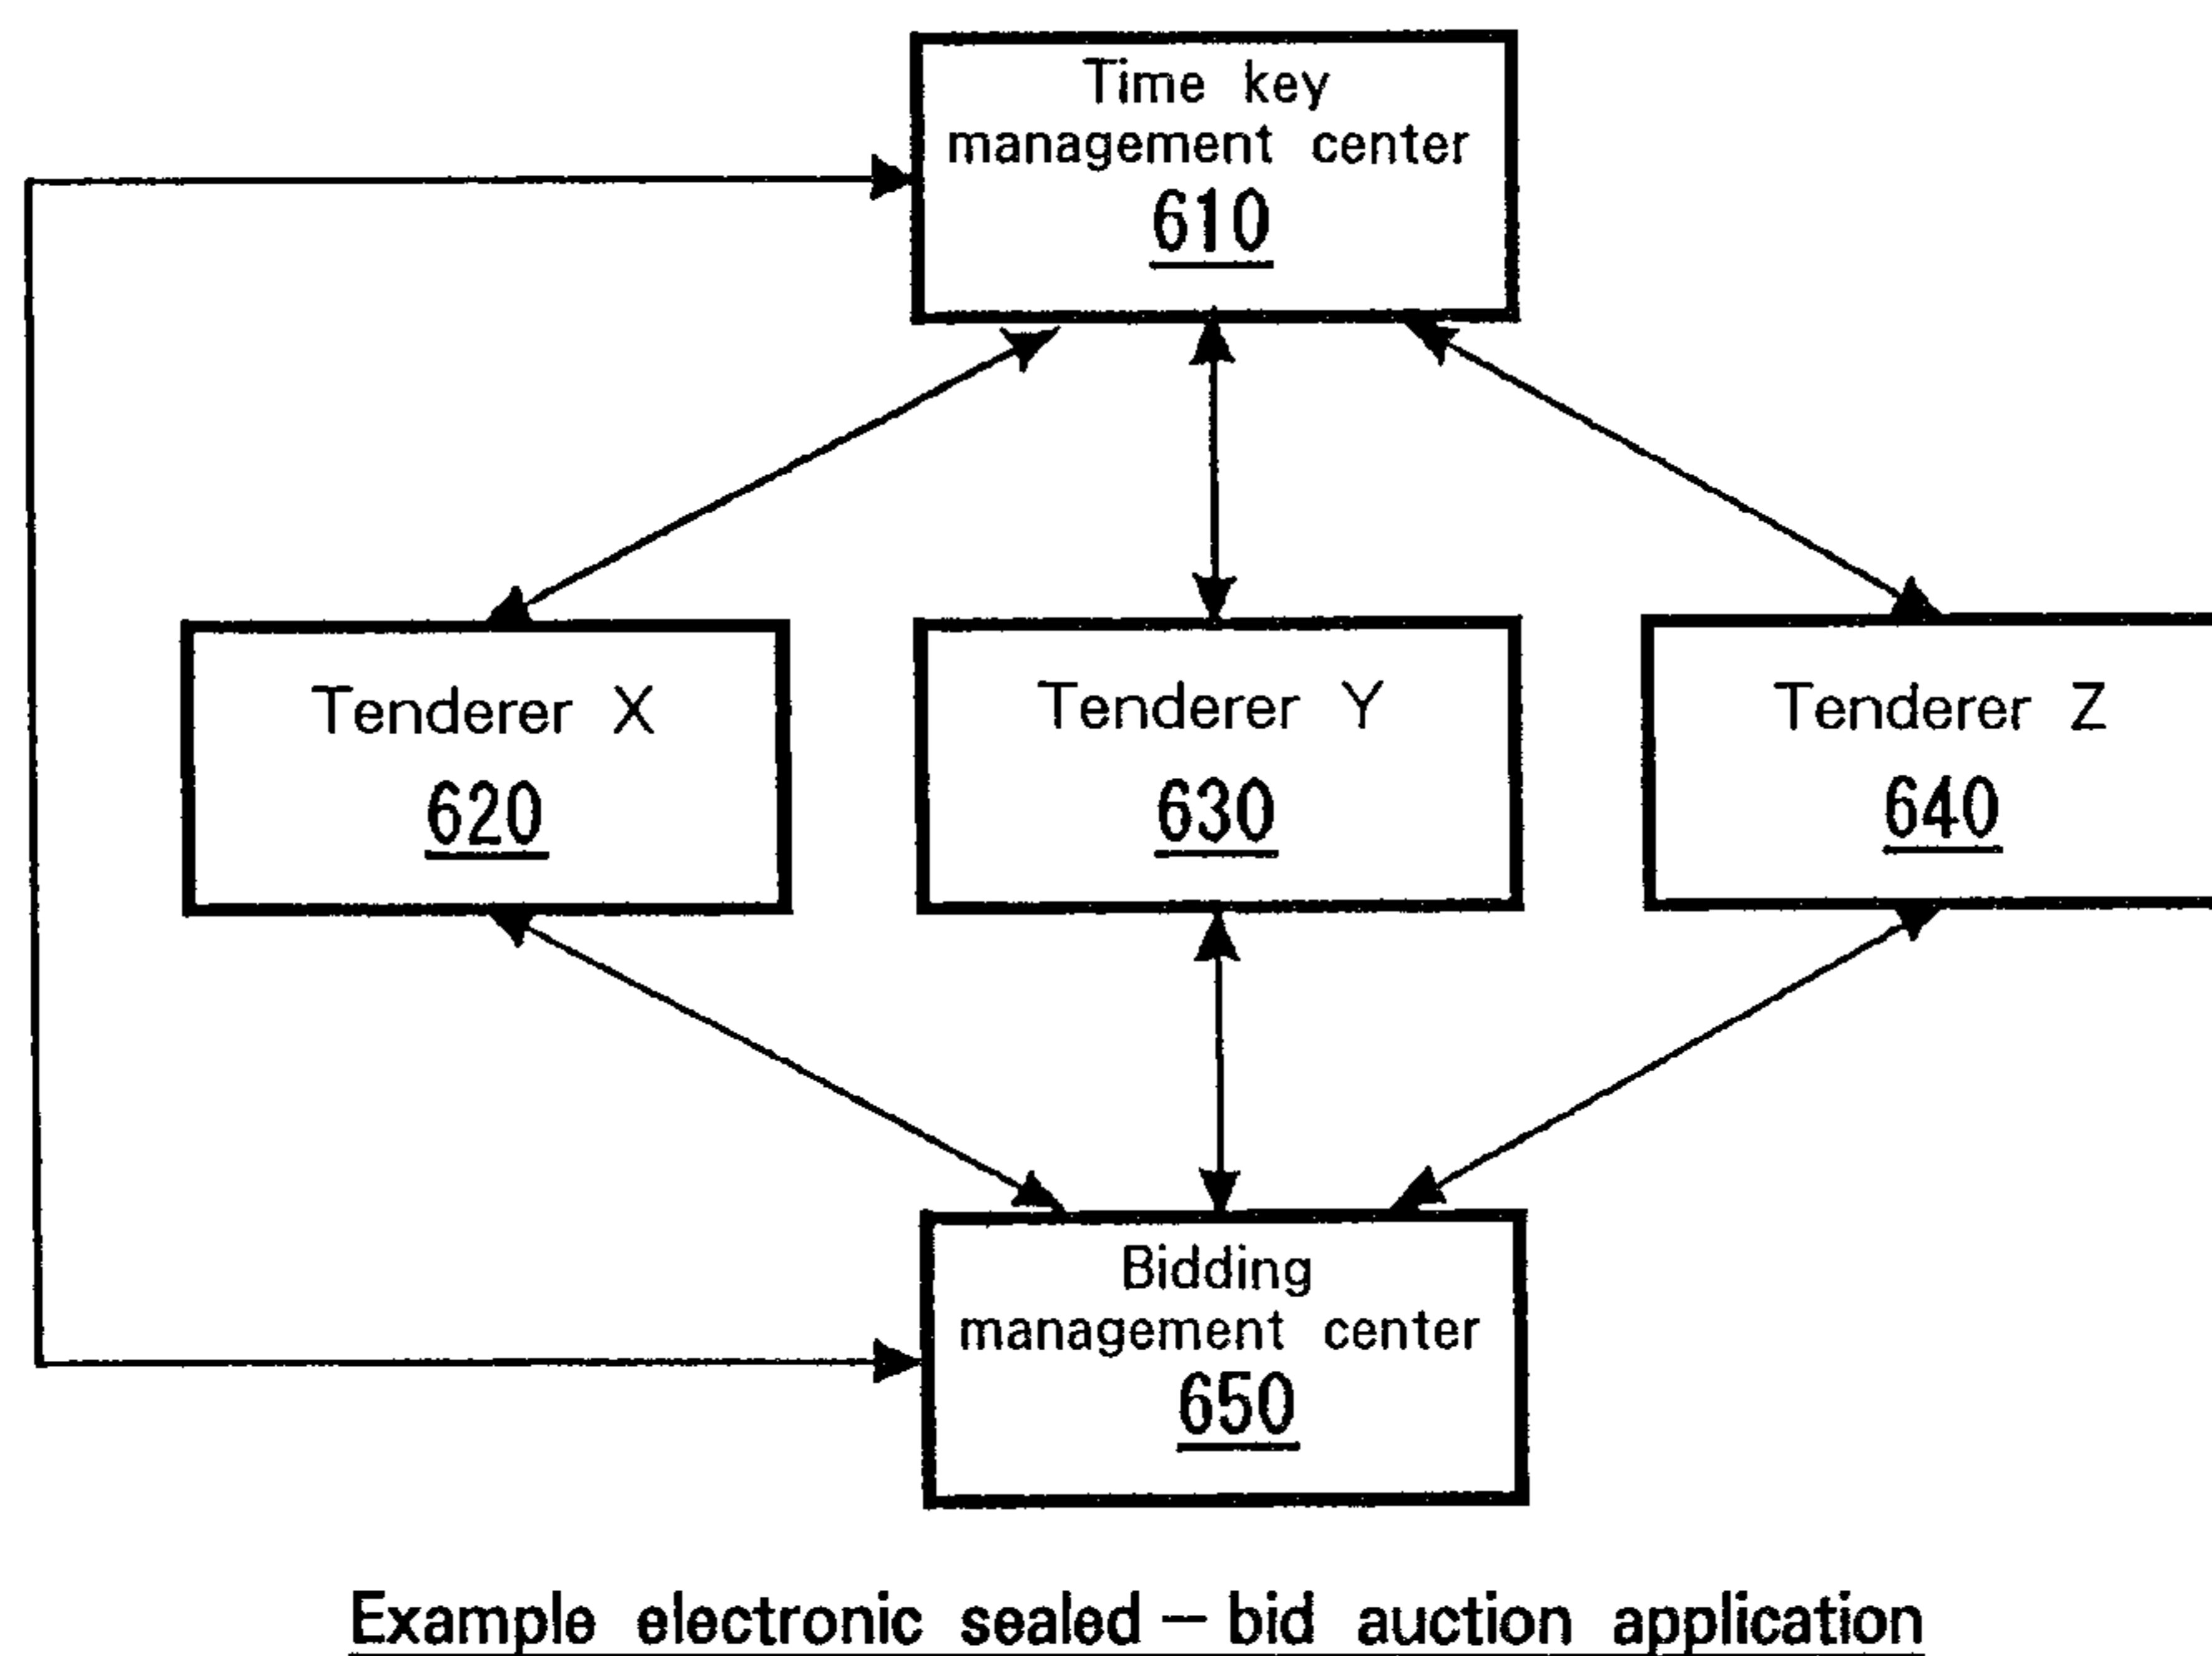 Time key
management center
610
Tenderer X
620
Tenderer Y
630
Tenderer Z
640
Bidding
management center
650
Example electronic sealed — bid auction application